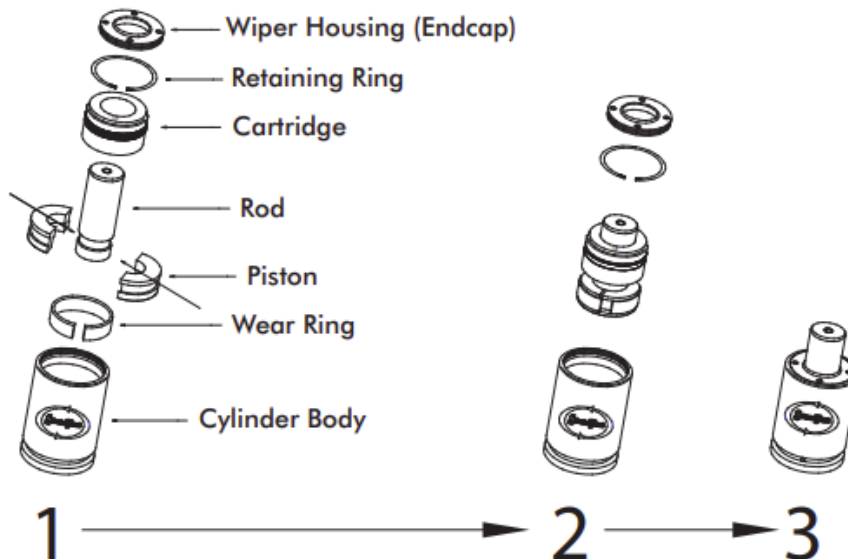 Wiper Housing (Endcap)
Retaining Ring
Cartridge
Rod
Piston
Wear Ring
Cylinder Body
1
2
3